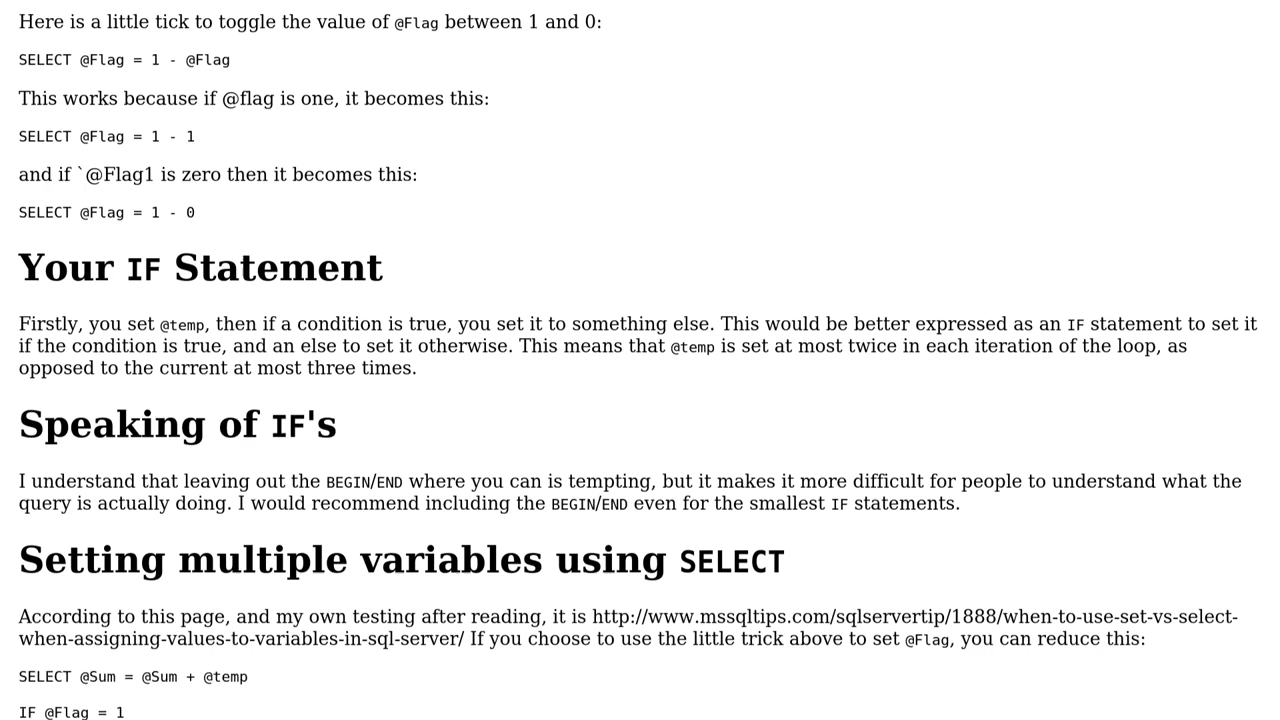 Here is a little tick to toggle the value of @Flag between 1 and 0:
SELECT @Flag = 1 - @Flag
This works because if @flag is one, it becomes this:
SELECT @Flag = 1 - 1
and if `@Flag1 is zero then it becomes this:
SELECT @Flag = 1 - 0
Your IF Statement
Firstly, you set @temp, then if a condition is true, you set it to something else. This would be better expressed as an IF statement to set it
if the condition is true, and an else to set it otherwise. This means that @temp is set at most twice in each iteration of the loop, as
opposed to the current at most three times.
Speaking of IF's
I understand that leaving out the BEGIN/END where you can is tempting, but it makes it more difficult for people to understand what the
query is actually doing. I would recommend including the BEGIN/END even for the smallest IF statements.
Setting multiple variables using SELECT
According to this page, and my own testing after reading, it is http://www.mssqltips.com/sqlservertip/1888/when-to-use-set-vs-select-
when-assigning-values-to-variables-in-sql-server/ If you choose to use the little trick above to set @Flag, you can reduce this:
SELECT @Sum = @Sum + @temp
IF @Flag = 1